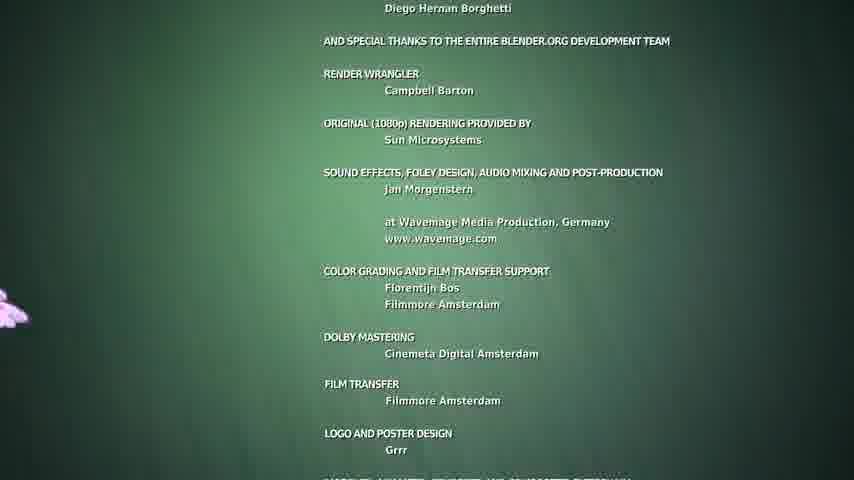 Diego Hernan Borghetti
AND SPECIAL THANKS TO THE ENTIRE BLENDER.ORG DEVELOPMENT TEAM
RENDER WRANGLER
Campbell Barton
ORIGINAL (1080p) RENDERING PROVIDED BY
Sun Microsystems
SOUND EFFECTS, FOLEY DESIGN, AUDIO MIXING AND POST-PRODUCTION
Jan Morgenstern
at Wavemage Media Production, Germany
www.wavemage.com
COLOR GRADING AND FILM TRANSFER SUPPORT
Florentijn Bos
Filmmore Amsterdam
DOLBY MASTERING
Cinemeta Digital Amsterdam
FILM TRANSFER
Filmmore Amsterdam
LOGO AND POSTER DESIGN
Grrr